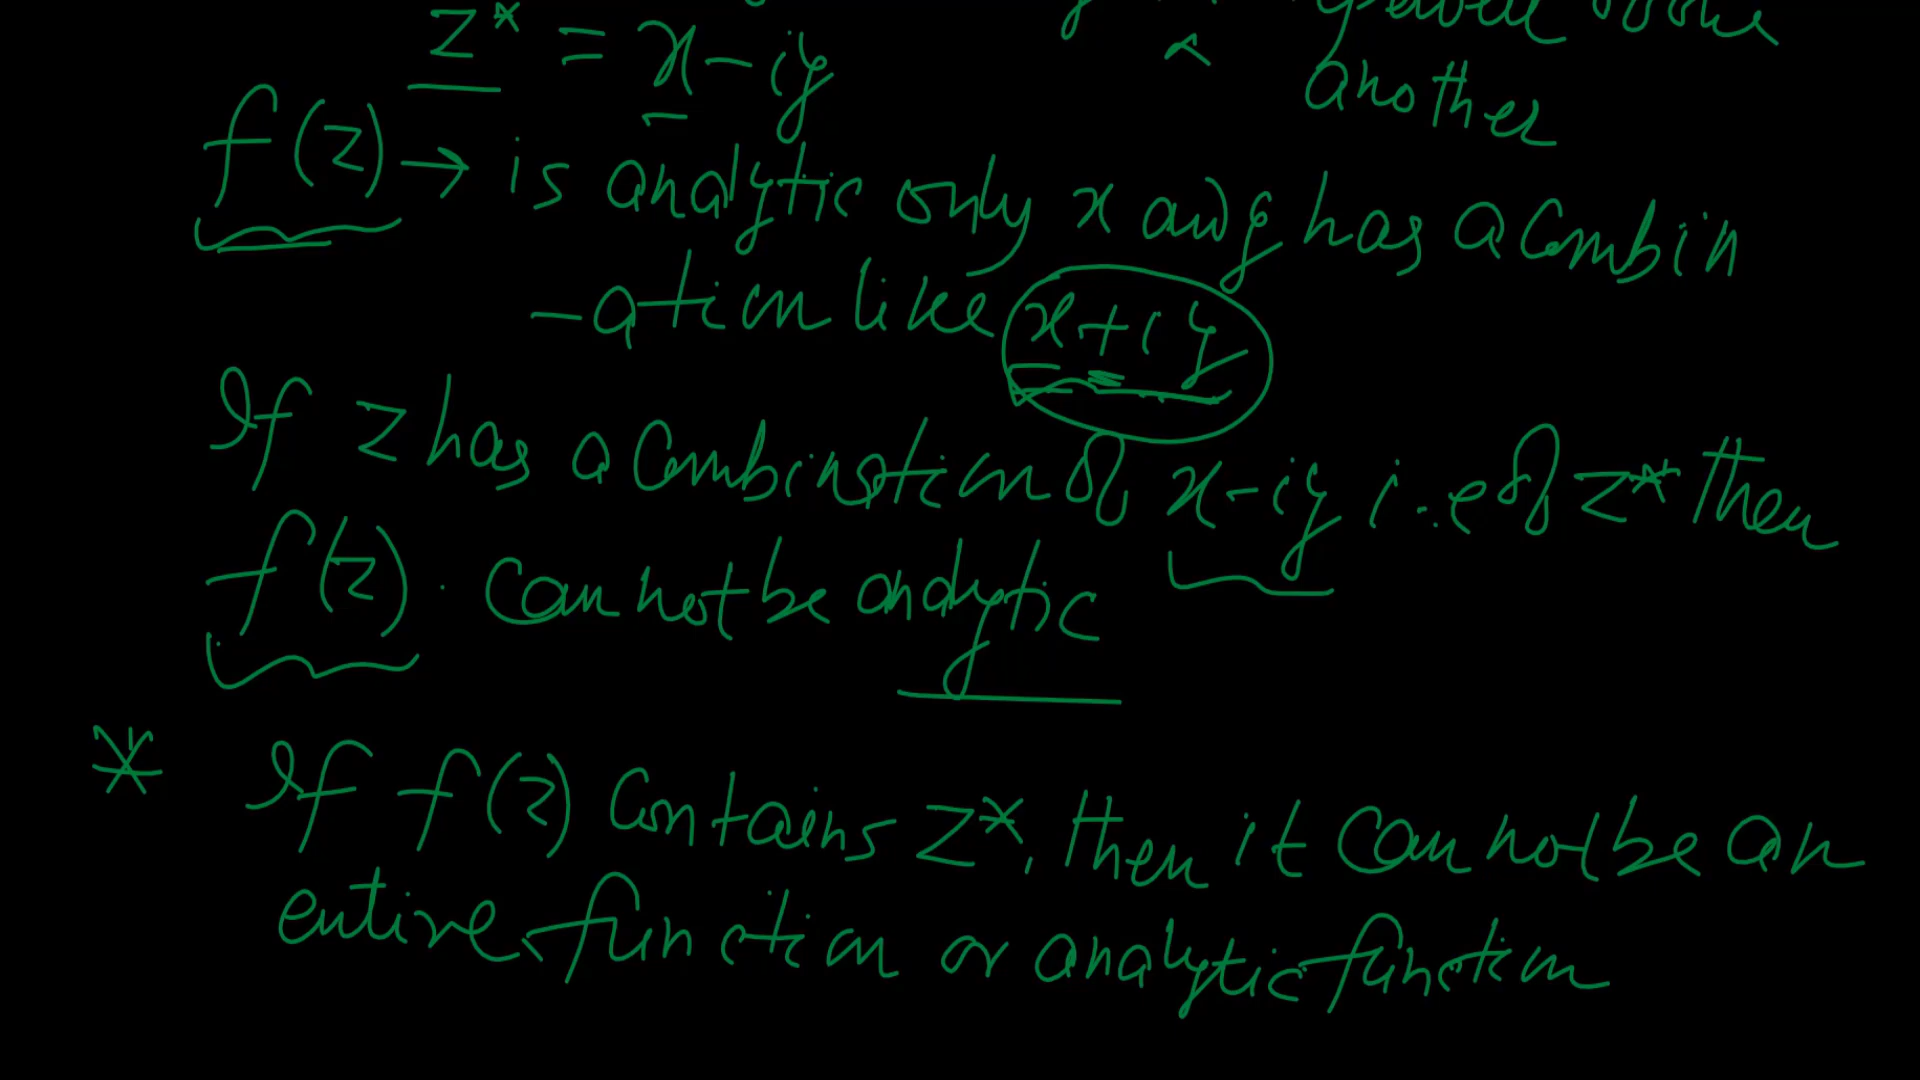 z* = x - iy
another
f(z) → is analytic only x and y has a combin
-ation like x + iy
If z has a combination of x - iy i.e of z* then
f(z). Can not be analytic
* If f(z) Contains z*, then it can not be an
entire function or analytic function